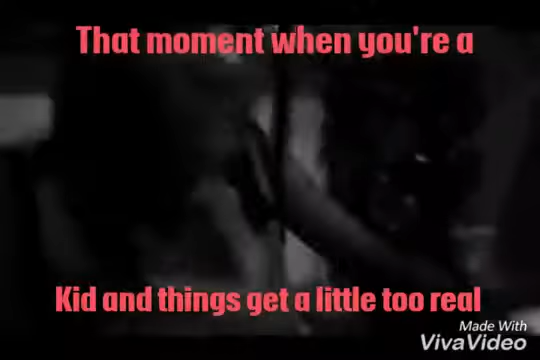 That moment when you're a
Kid and things get a little too real
Made With
VivaVideo